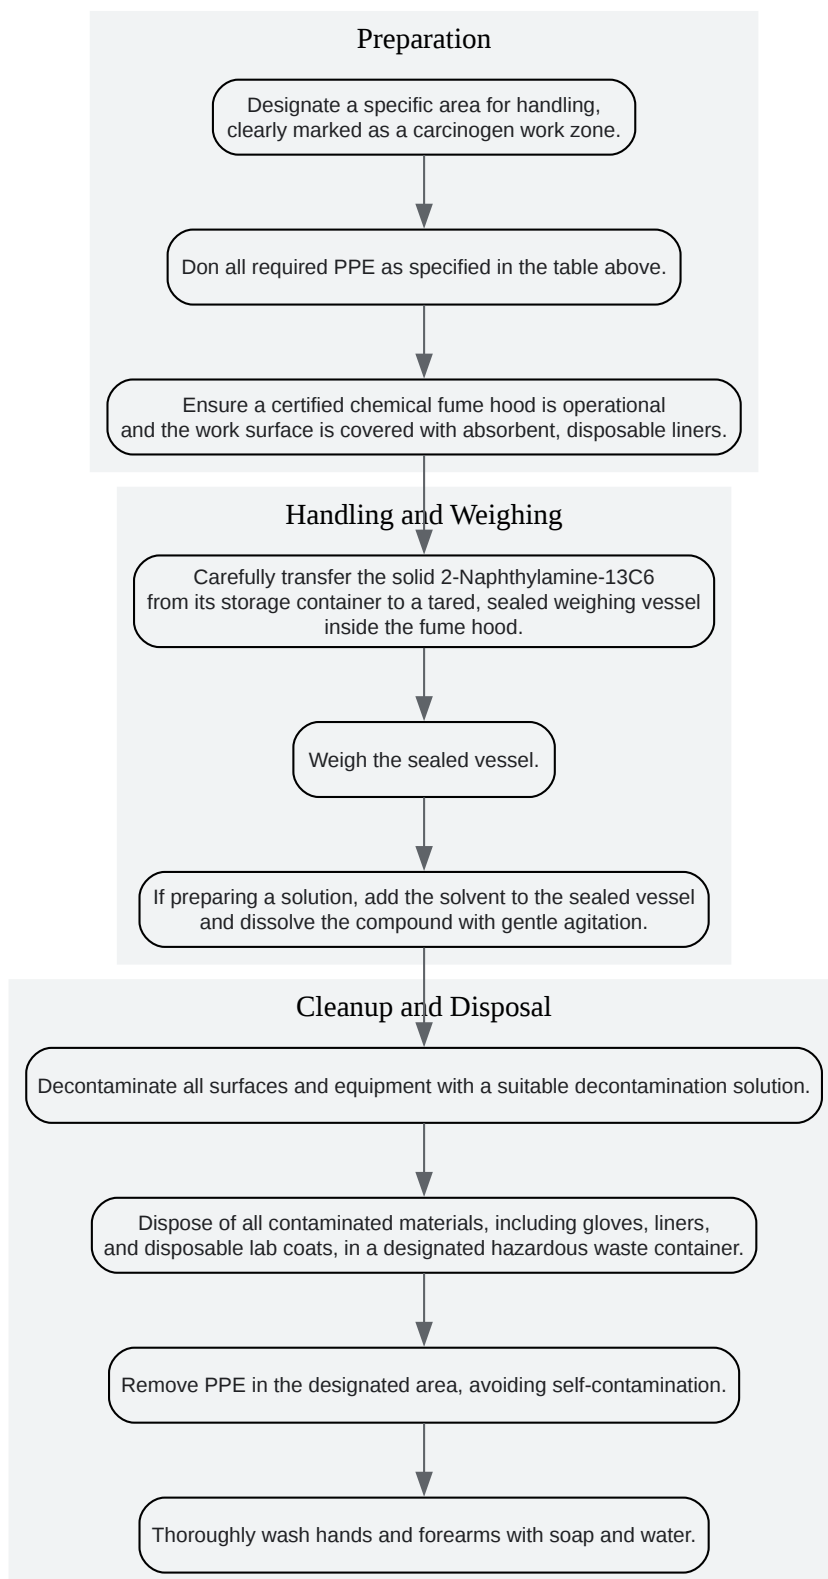 Preparation
Designate a specific area for handling,
clearly marked as a carcinogen work zone.
Don all required PPE as specified in the table above.
Ensure a certified chemical fume hood is operational
and the work surface is covered with absorbent, disposable liners.
Handling and Weighing
Carefully transfer the solid 2-Naphthylamine-13C6
from its storage container to a tared, sealed weighing vessel
inside the fume hood.
Weigh the sealed vessel.
If preparing a solution, add the solvent to the sealed vessel
and dissolve the compound with gentle agitation.
Cleanup and Disposal
Decontaminate all surfaces and equipment with a suitable decontamination solution.
Dispose of all contaminated materials, including gloves, liners,
and disposable lab coats, in a designated hazardous waste container.
Remove PPE in the designated area, avoiding self-contamination.
Thoroughly wash hands and forearms with soap and water.